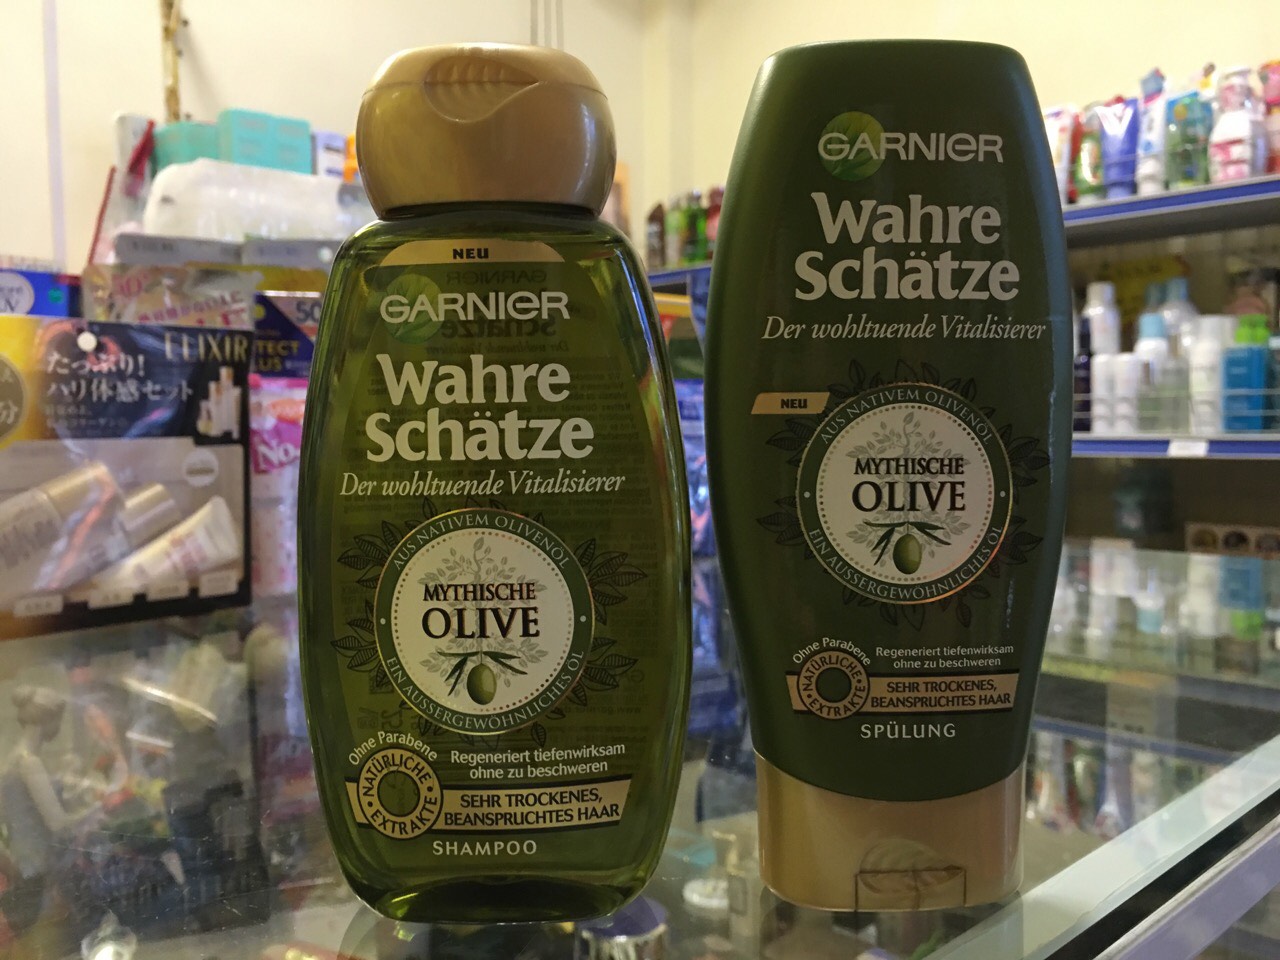 NEU
GARNIER
Wahre
Schätze
Der wohltuende Vitalisierer
AUS NATIVEM OLIVENÖL
MYTHISCHE
OLIVE
EIN AUSSERGEWÖHNLICHES ÖL
Ohne Parabene
NATÜRLICHE
EXTRAKTE
Regeneriert tiefenwirksam
ohne zu beschweren
SEHR TROCKENES,
BEANSPRUCHTES HAAR
SHAMPOO
GARNIER
Wahre
Schätze
Der wohltuende Vitalisierer
NEU
AUS NATIVEM OLIVENÖL
MYTHISCHE
OLIVE
EIN AUSSERGEWÖHNLICHES ÖL
Ohne Parabene
NATÜRLICHE
EXTRAKTE
Regeneriert tiefenwirksam
ohne zu beschweren
SEHR TROCKENES,
BEANSPRUCHTES HAAR
SPÜLUNG
ELIXIR
たっぷり!
ハリ体感セット
50
No